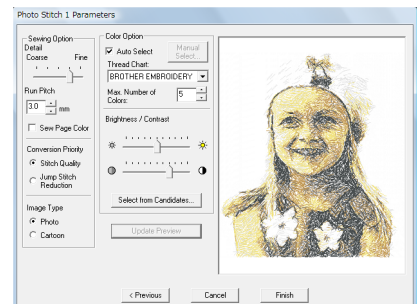 Photo Stitch 1 Parameters
Sewing Option
Detail
Coarse Fine
Run Pitch
3.0 mm
Sew Page Color
Conversion Priority
Stitch Quality
Jump Stitch
Reduction
Image Type
Photo
Cartoon
Color Option
Auto Select
Manual
Select...
Thread Chart:
BROTHER EMBROIDERY
Max. Number of
Colors:
5
Brightness / Contrast
Select from Candidates...
Update Preview
< Previous
Cancel
Finish